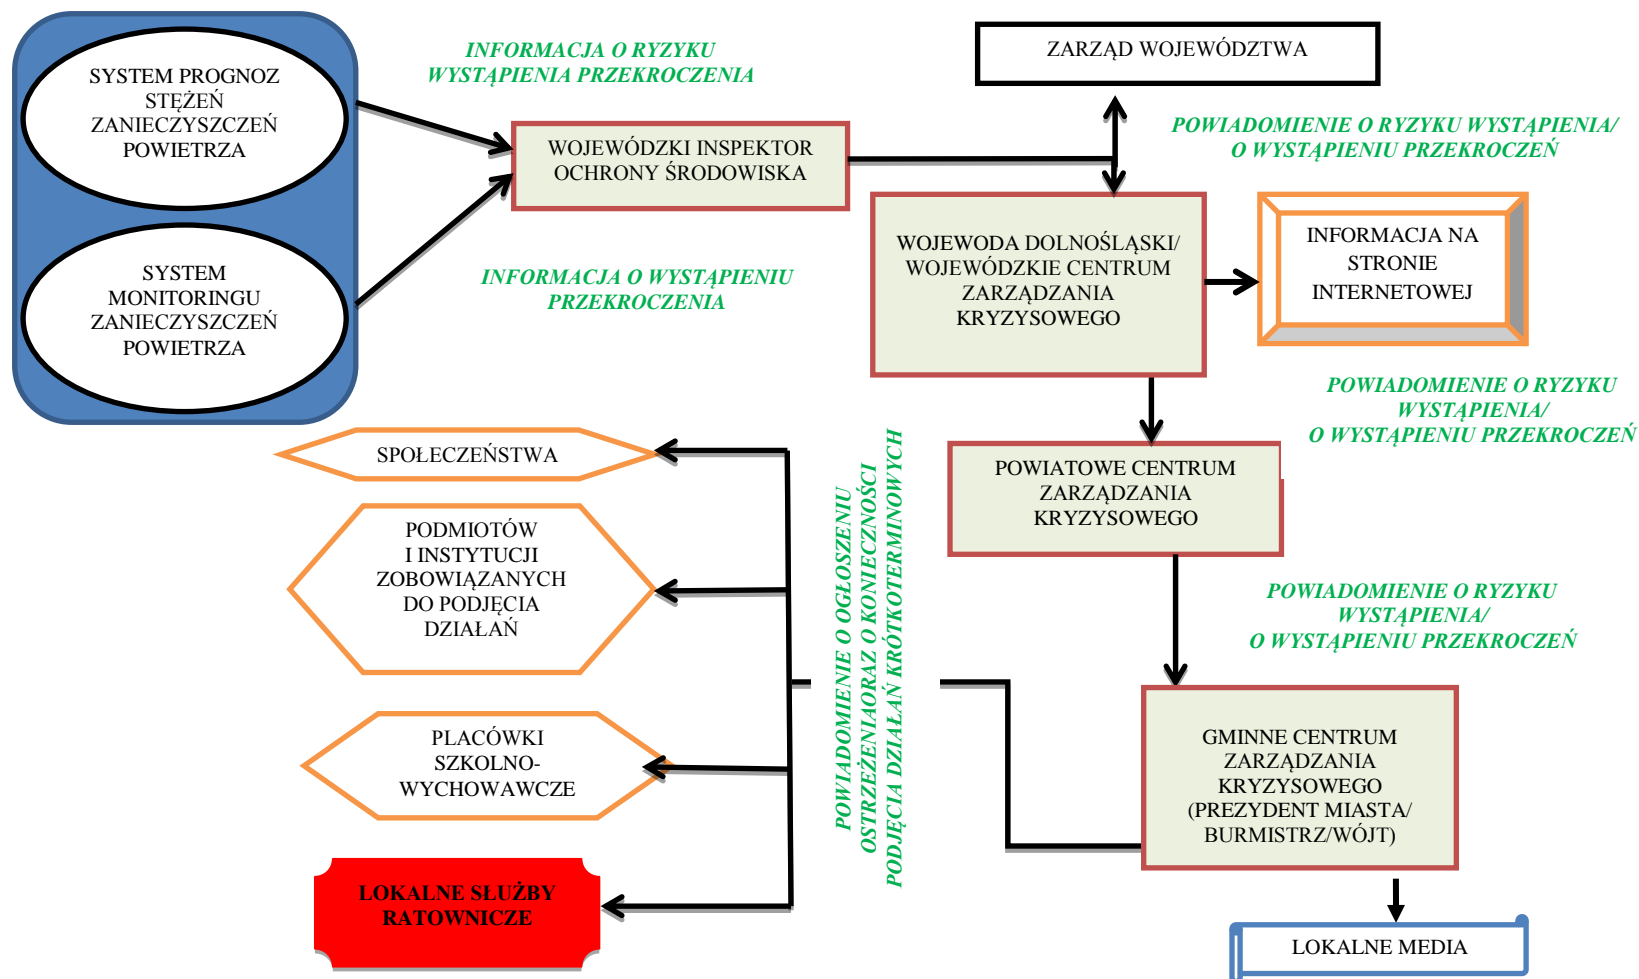 SYSTEM PROGNOZ
STĘŻEŃ
ZANIECZYSZCZEŃ
POWIETRZA
INFORMACJA O RYZYKU
WYSTĄPIENIA PRZEKROCZENIA
ZARZĄD WOJEWÓDZTWA
WOJEWÓDZKI INSPEKTOR
OCHRONY ŚRODOWISKA
POWIADOMIENIE O RYZYKU WYSTĄPIENIA/
O WYSTĄPIENIU PRZEKROCZEŃ
SYSTEM
MONITORINGU
ZANIECZYSZCZEŃ
POWIETRZA
INFORMACJA O WYSTĄPIENIU
PRZEKROCZENIA
WOJEWODA DOLNOŚLĄSKI/
WOJEWÓDZKIE CENTRUM
ZARZĄDZANIA
KRYZYSOWEGO
INFORMACJA NA
STRONIE
INTERNETOWEJ
POWIADOMIENIE O RYZYKU
WYSTĄPIENIA/
O WYSTĄPIENIU PRZEKROCZEŃ
SPOŁECZEŃSTWA
POWIATOWE CENTRUM
ZARZĄDZANIA
KRYZYSOWEGO
PODMIOTÓW
I INSTYTUCJI
ZOBOWIĄZANYCH
DO PODJĘCIA
DZIAŁAŃ
POWIADOMIENIE O OGŁOSZENIU
OSTRZEŻENIAORAZ O KONIECZNOŚCI
PODJĘCIA DZIAŁAŃ KRÓTKOTERMINOWYCH
POWIADOMIENIE O RYZYKU
WYSTĄPIENIA/
O WYSTĄPIENIU PRZEKROCZEŃ
PLACÓWKI
SZKOLNO-
WYCHOWAWCZE
GMINNE CENTRUM
ZARZĄDZANIA
KRYZYSOWEGO
(PREZYDENT MIASTA/
BURMISTRZ/WÓJT)
LOKALNE SŁUŻBY
RATOWNICZE
LOKALNE MEDIA